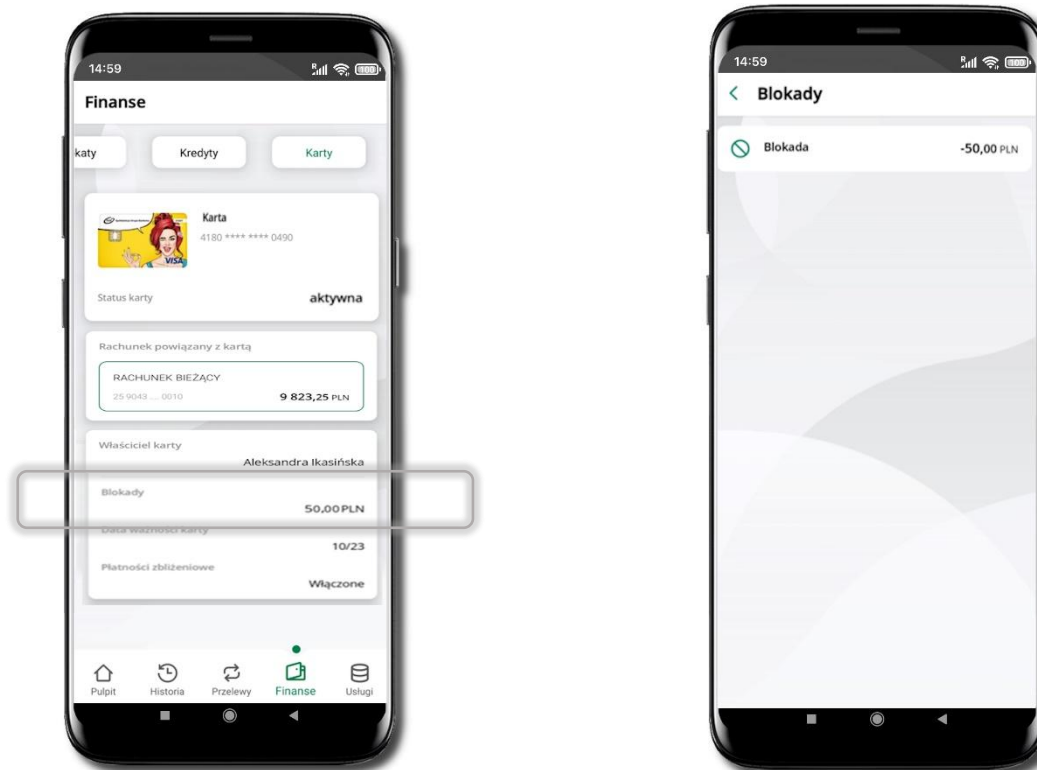 14:59
R
100
Finanse
katy
Kredyty
Karty
Karta
4180 **** **** 0490
VISA
Status karty
aktywna
Rachunek powiązany z kartą
RACHUNEK BIEŻĄCY
25 9043 ... 0010
9 823,25 PLN
Właściciel karty
Aleksandra Ikasińska
Blokady
50,00 PLN
Data ważności karty
10/23
Płatności zbliżeniowe
Włączone
Pulpit
Historia
Przelewy
Finanse
Usługi
14:59
R
100
Blokady
Blokada
-50,00 PLN